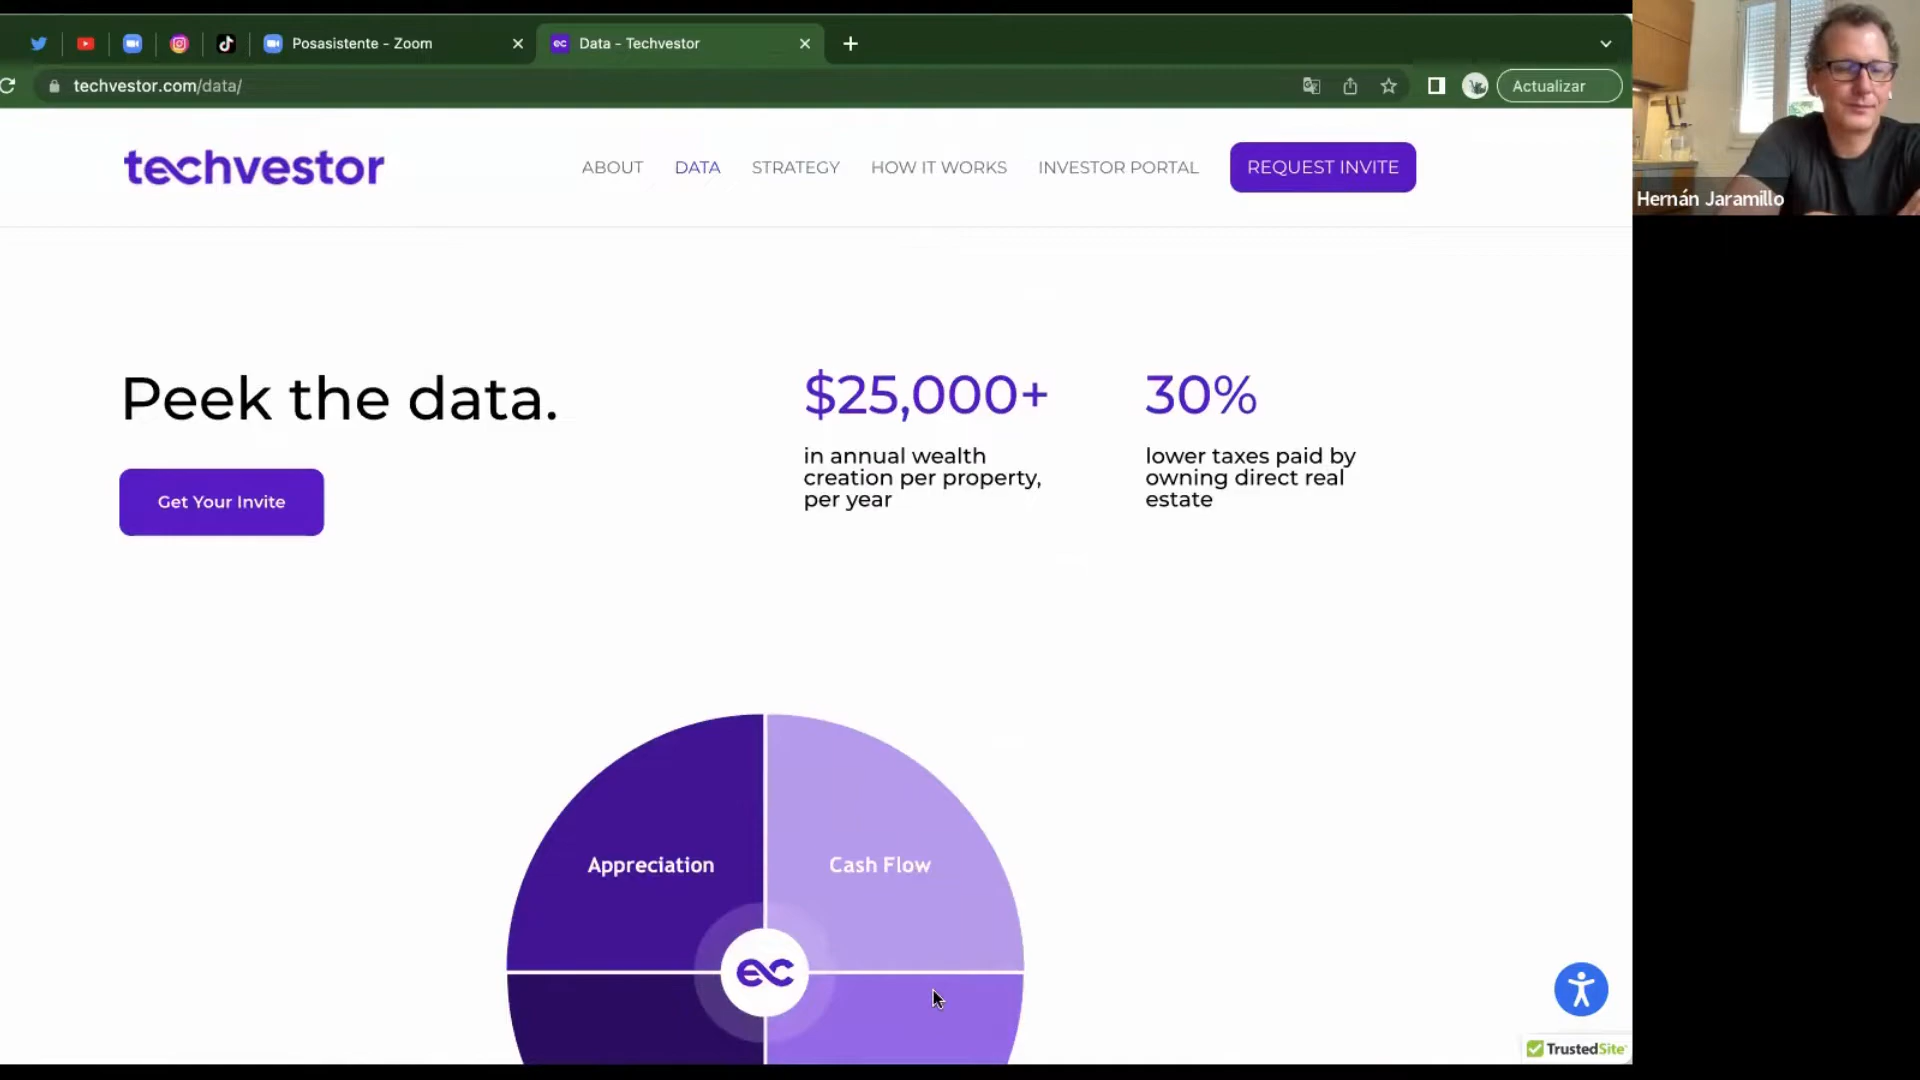 Posasistente - Zoom
Data - Techvestor
techvestor.com/data/
Actualizar
techvestor
ABOUT
DATA
STRATEGY
HOW IT WORKS
INVESTOR PORTAL
REQUEST INVITE
Hernán Jaramillo
Peek the data.
Get Your Invite
$25,000+
in annual wealth
creation per property,
per year
30%
lower taxes paid by
owning direct real
estate
Appreciation
Cash Flow
ec
TrustedSite